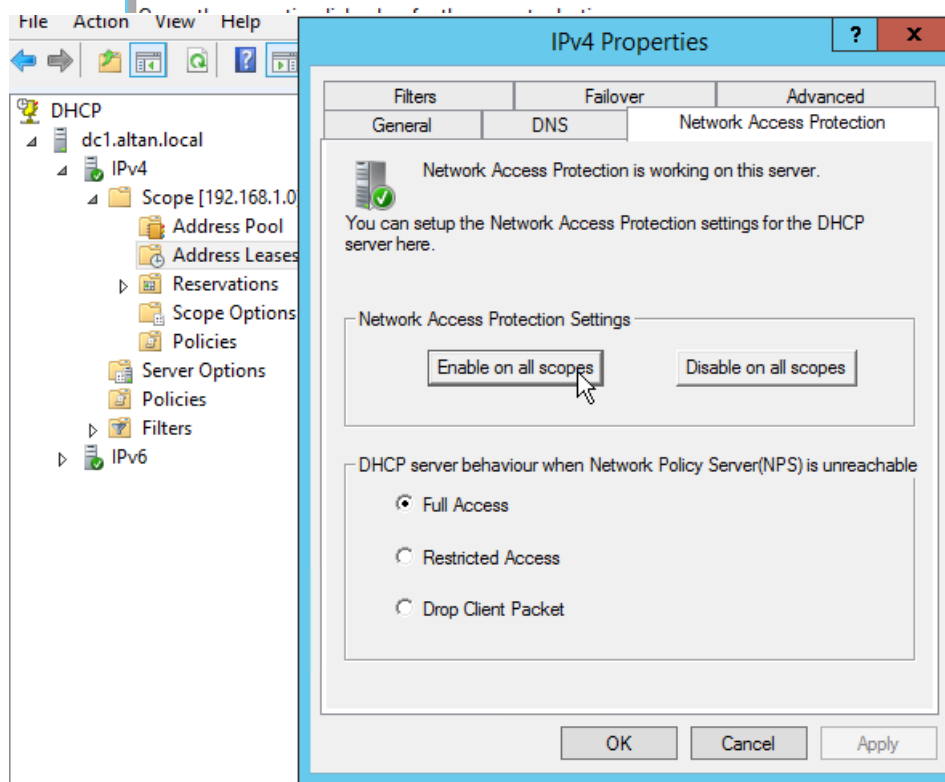 File Action View Help
DHCP
dc1.altan.local
IPv4
Scope [192.168.1.0
Address Pool
Address Leases
Reservations
Scope Options
Policies
Server Options
Policies
Filters
IPv6
IPv4 Properties
?
x
Filters Failover Advanced
General DNS Network Access Protection
Network Access Protection is working on this server.
You can setup the Network Access Protection settings for the DHCP
server here.
Network Access Protection Settings
Enable on all scopes Disable on all scopes
DHCP server behaviour when Network Policy Server(NPS) is unreachable
Full Access
Restricted Access
Drop Client Packet
OK Cancel Apply